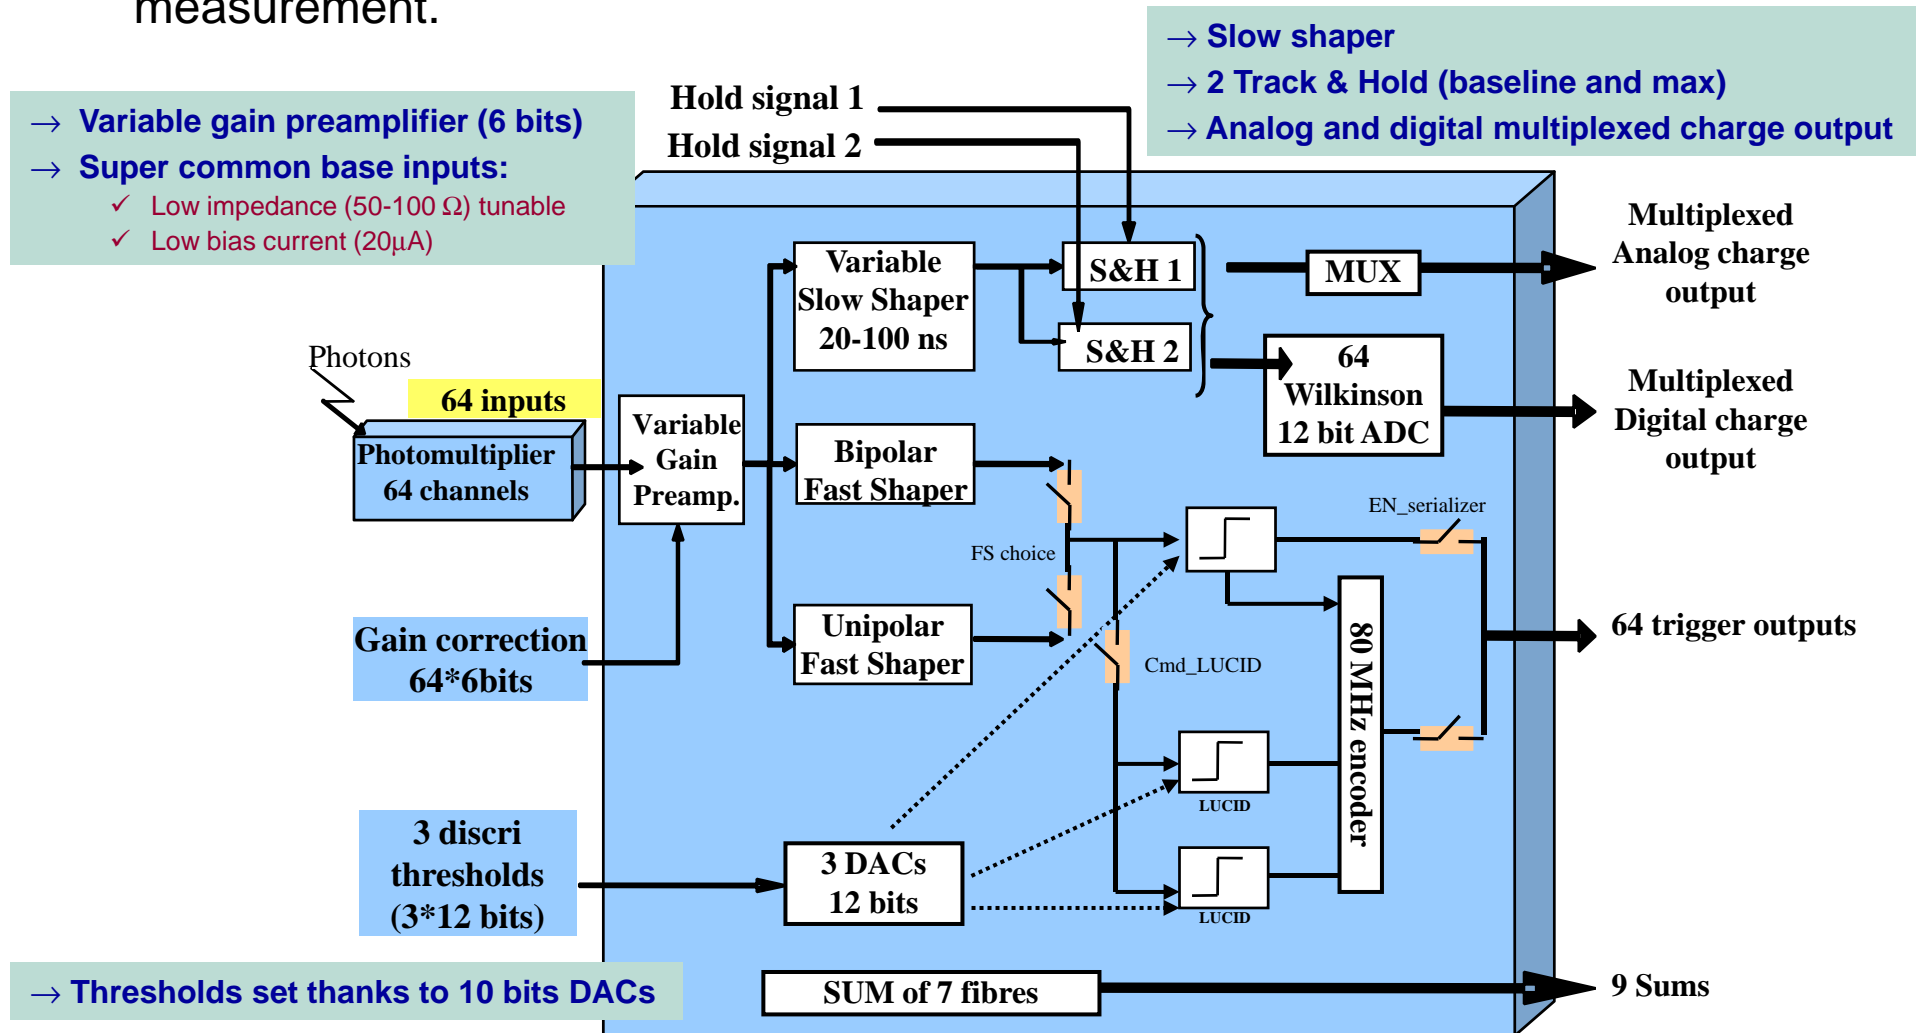 measurement.
→ Slow shaper
→ 2 Track & Hold (baseline and max)
→ Analog and digital multiplexed charge output
Hold signal 1
Hold signal 2
→ Variable gain preamplifier (6 bits)
→ Super common base inputs:
✓ Low impedance (50-100 Ω) tunable
✓ Low bias current (20μA)
Variable
Slow Shaper
20-100 ns
S&H 1
S&H 2
MUX
Multiplexed
Analog charge
output
64
Wilkinson
12 bit ADC
Multiplexed
Digital charge
output
Photons
64 inputs
Photomultiplier
64 channels
Variable
Gain
Preamp.
Bipolar
Fast Shaper
FS choice
EN_serializer
Unipolar
Fast Shaper
Cmd_LUCID
80 MHz encoder
64 trigger outputs
Gain correction
64*6bits
LUCID
LUCID
3 discri
thresholds
(3*12 bits)
3 DACs
12 bits
→ Thresholds set thanks to 10 bits DACs
SUM of 7 fibres
9 Sums